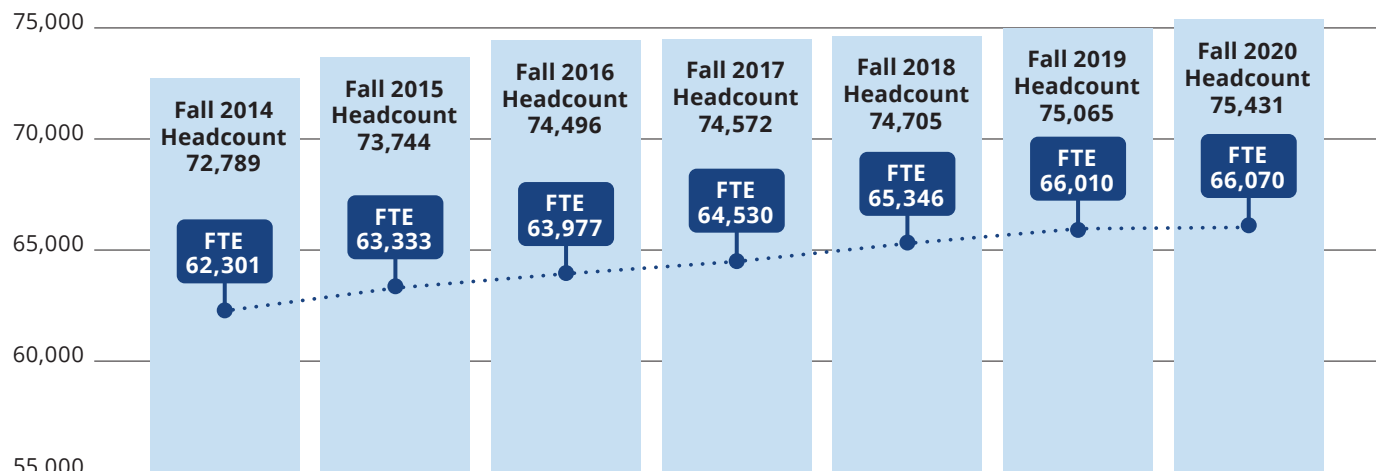 75,000
70,000
65,000
60,000
55,000
Fall 2014
Headcount
72,789
FTE
62,301
Fall 2015
Headcount
73,744
FTE
63,333
Fall 2016
Headcount
74,496
FTE
63,977
Fall 2017
Headcount
74,572
FTE
64,530
Fall 2018
Headcount
74,705
FTE
65,346
Fall 2019
Headcount
75,065
FTE
66,010
Fall 2020
Headcount
75,431
FTE
66,070